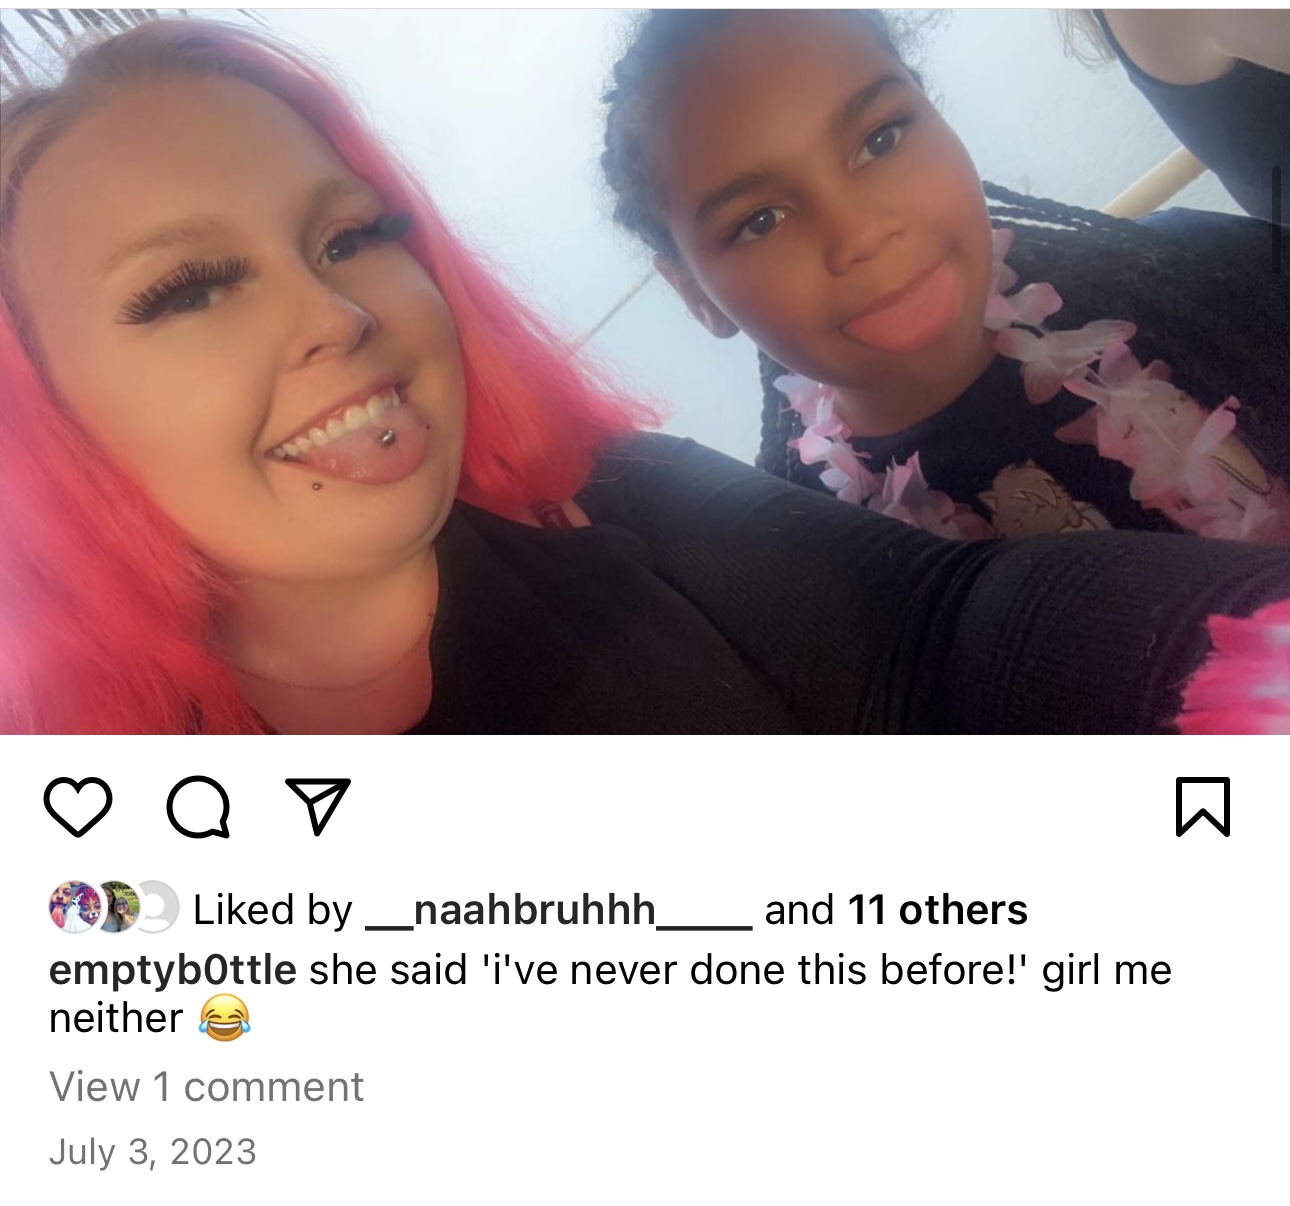 Liked by __naahbruhhh____ and 11 others
emptyb0ttle she said 'i've never done this before!' girl me
neither 😂
View 1 comment
July 3, 2023